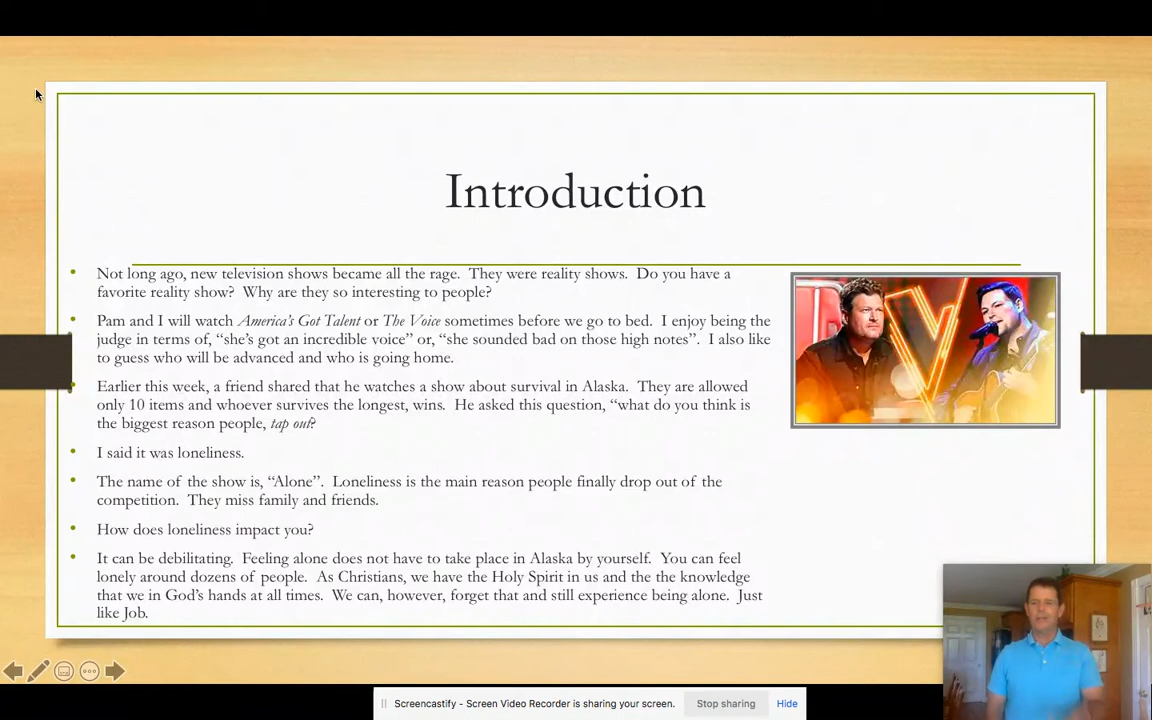 Introduction
Not long ago, new television shows became all the rage. They were reality shows. Do you have a
favorite reality show? Why are they so interesting to people?
Pam and I will watch America's Got Talent or The Voice sometimes before we go to bed. I enjoy being the
judge in terms of, “she's got an incredible voice” or, “she sounded bad on those high notes”. I also like
to guess who will be advanced and who is going home.
Earlier this week, a friend shared that he watches a show about survival in Alaska. They are allowed
only 10 items and whoever survives the longest, wins. He asked this question, “what do you think is
the biggest reason people, tap out?
I said it was loneliness.
The name of the show is, “Alone”. Loneliness is the main reason people finally drop out of the
competition. They miss family and friends.
How does loneliness impact you?
It can be debilitating. Feeling alone does not have to take place in Alaska by yourself. You can feel
lonely around dozens of people. As Christians, we have the Holy Spirit in us and the the knowledge
that we in God's hands at all times. We can, however, forget that and still experience being alone. Just
like Job.
Screencastify - Screen Video Recorder is sharing your screen.
Stop sharing
Hide